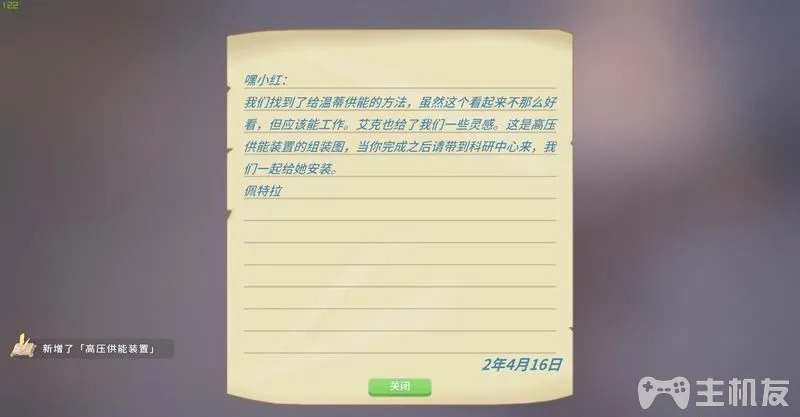 122
嘿小红：
我们找到了给温蒂供能的方法，虽然这个看起来不那么好
看，但应该能工作。艾克也给了我们一些灵感。这是高压
供能装置的组装图，当你完成之后请带到科研中心来，我
们一起给她安装。
佩特拉
新增了「高压供能装置」
2年4月16日
关闭
主机友